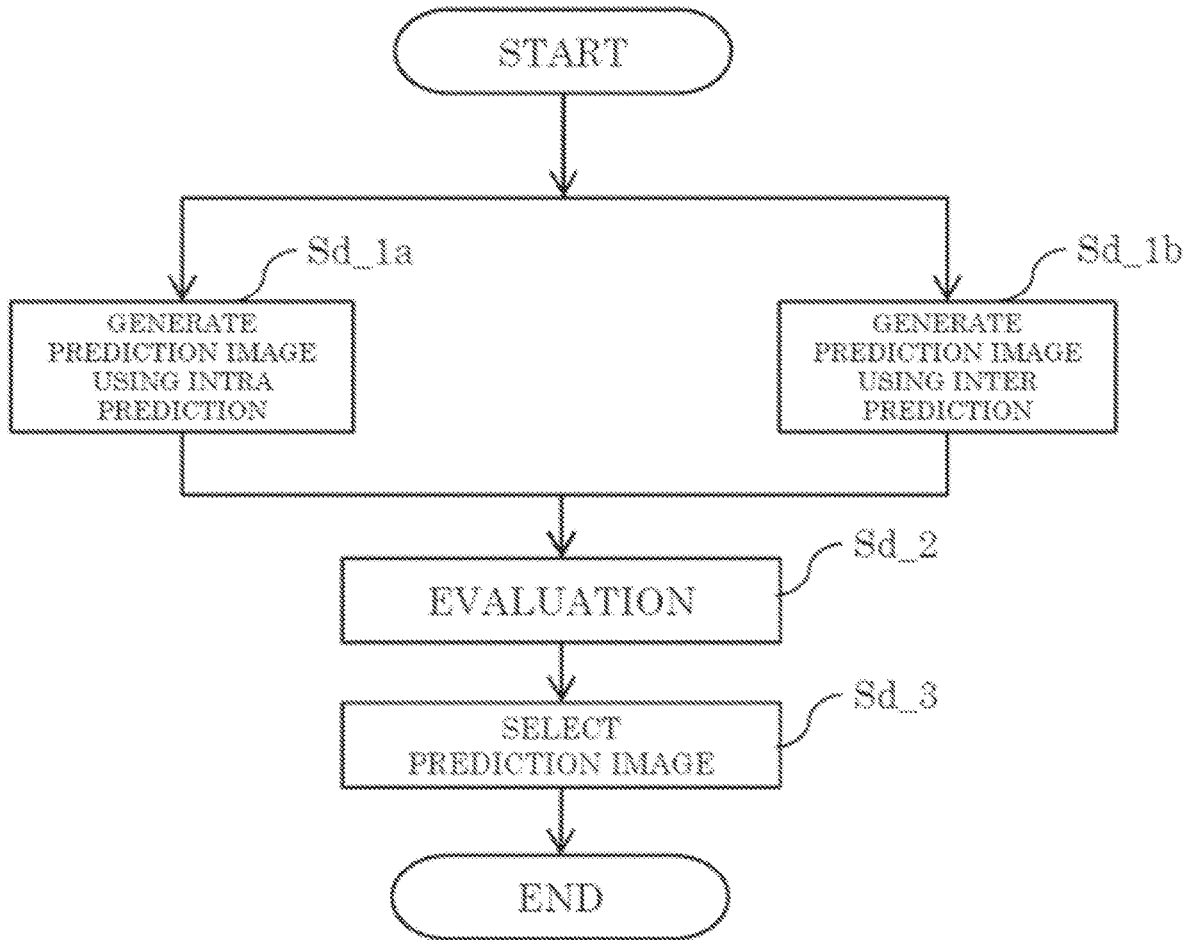 START
Sd_1a
Sd_1b
GENERATE
PREDICTION IMAGE
USING INTRA
PREDICTION
GENERATE
PREDICTION IMAGE
USING INTER
PREDICTION
Sd_2
EVALUATION
Sd_3
SELECT
PREDICTION IMAGE
END